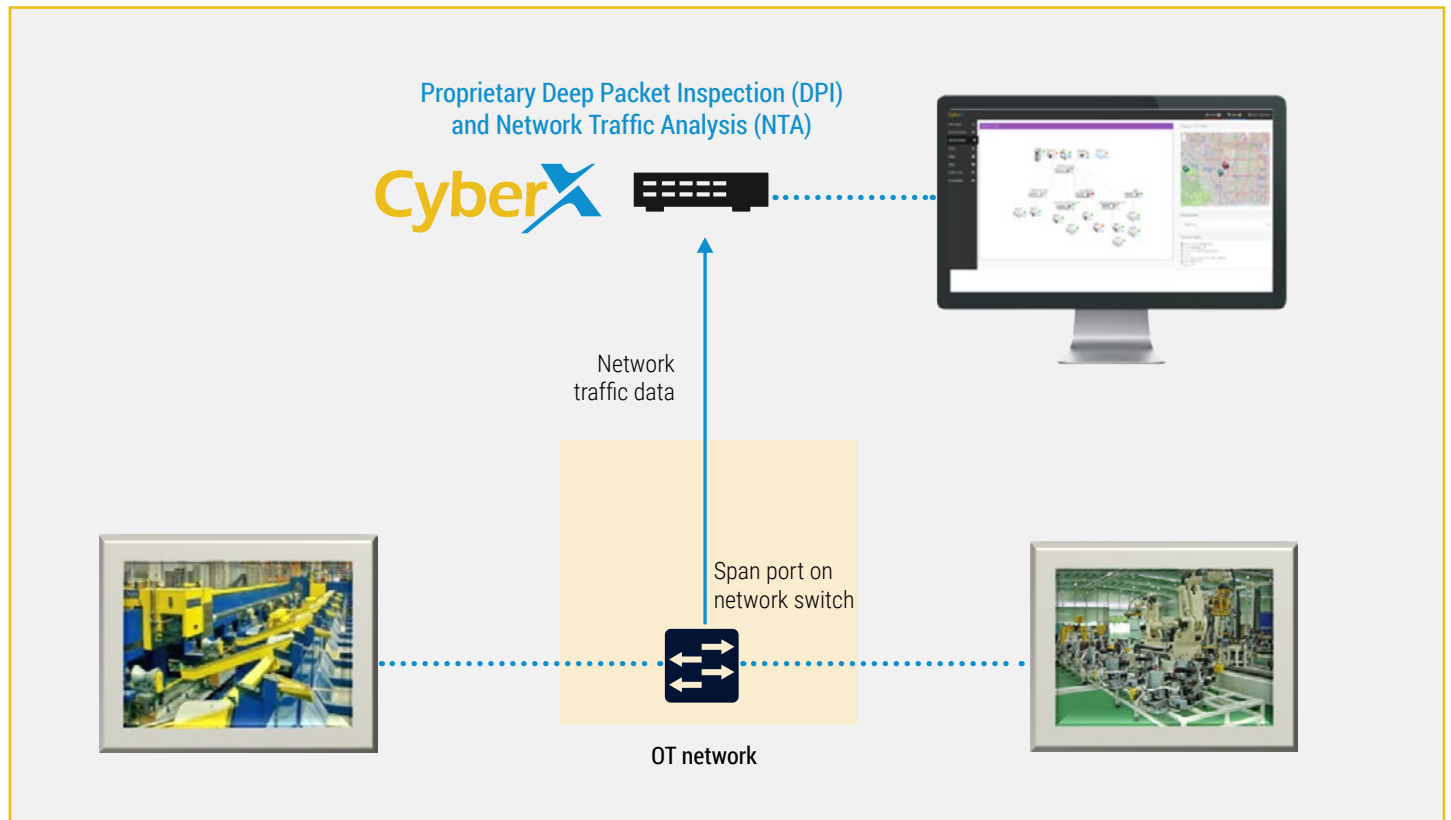 Proprietary Deep Packet Inspection (DPI)
and Network Traffic Analysis (NTA)
CyberX
Network
traffic data
Span port on
network switch
OT network